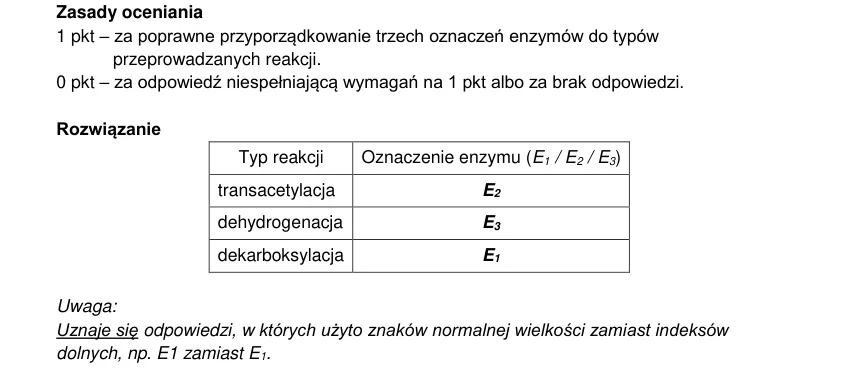 Zasady oceniania
1 pkt – za poprawne przyporządkowanie trzech oznaczeń enzymów do typów
przeprowadzanych reakcji.
0 pkt – za odpowiedź niespełniającą wymagań na 1 pkt albo za brak odpowiedzi.
Rozwiązanie
Typ reakcji Oznaczenie enzymu (E₁ / E₂ / E₃)
transacetylacja E₂
dehydrogenacja E₃
dekarboksylacja E₁
Uwaga:
Uznaje się odpowiedzi, w których użyto znaków normalnej wielkości zamiast indeksów
dolnych, np. E1 zamiast E₁.